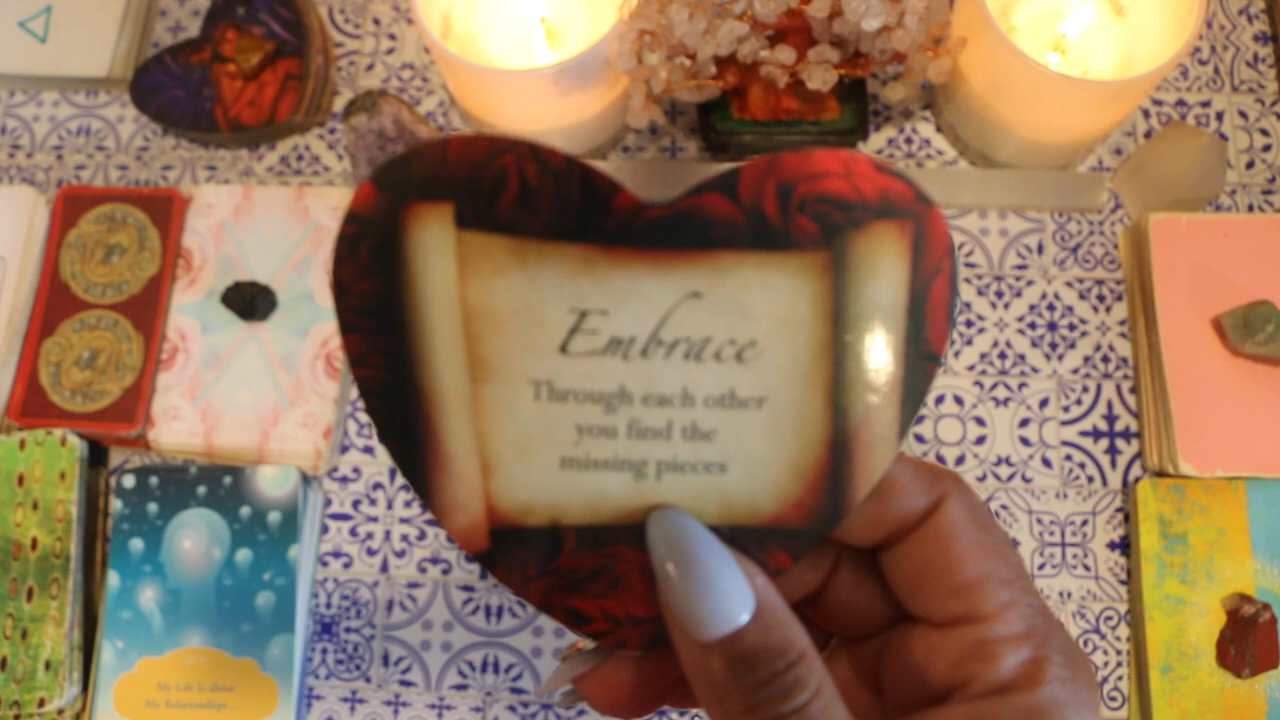 Embrace
Through each other
you find the
missing pieces
My Life Is about
My Relationships...